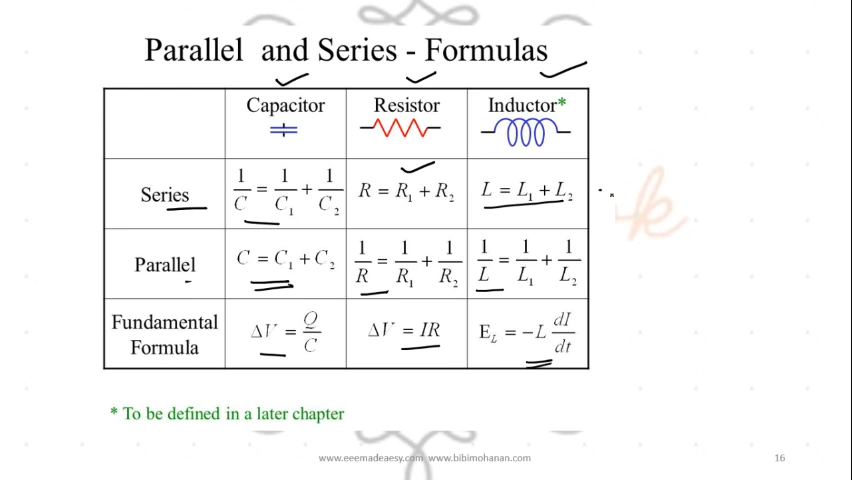 Parallel and Series - Formulas
Capacitor Resistor Inductor*
Series 1/C = 1/C₁ + 1/C₂ R = R₁ + R₂ L = L₁ + L₂
Parallel C = C₁ + C₂ 1/R = 1/R₁ + 1/R₂ 1/L = 1/L₁ + 1/L₂
Fundamental
Formula ΔV = Q/C ΔV = IR E_L = −L dI/dt
* To be defined in a later chapter
www.eeemadeaesy.com www.bibimohanan.com 16